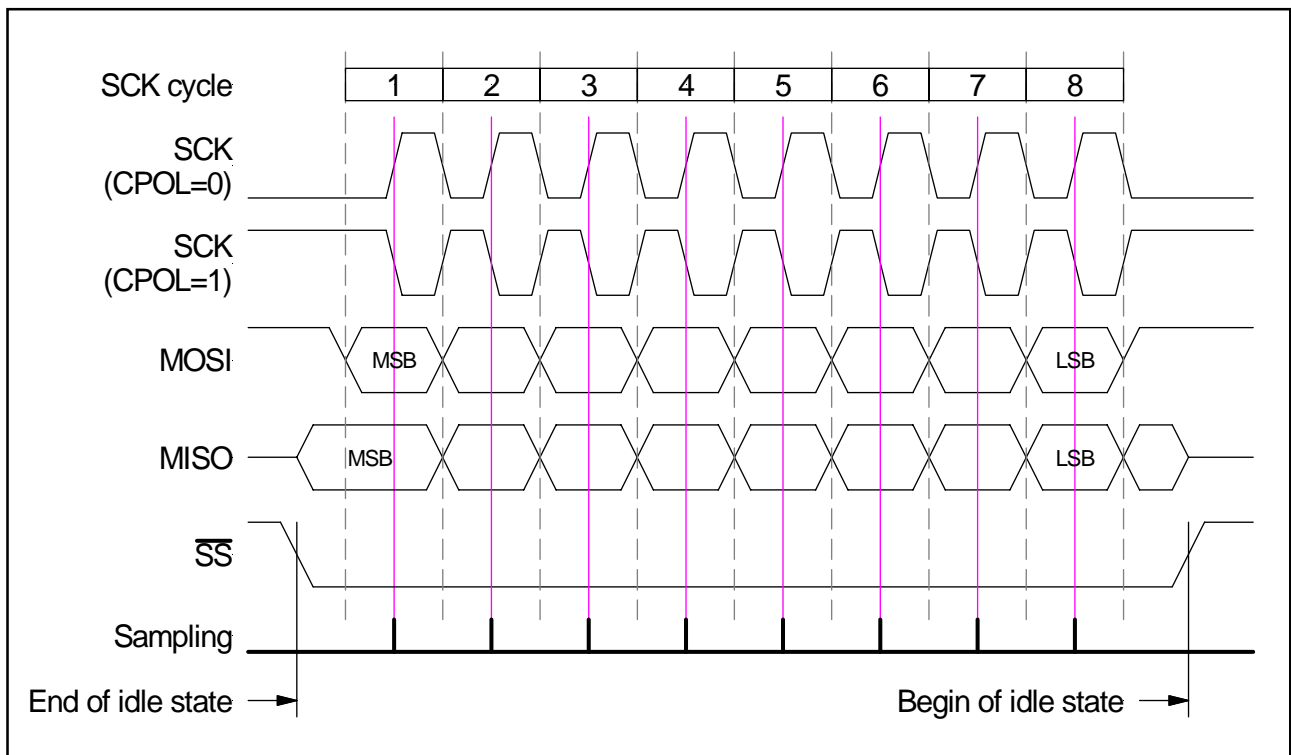 SCK cycle 1 2 3 4 5 6 7 8
SCK
(CPOL=0)
SCK
(CPOL=1)
MOSI MSB LSB
MISO MSB LSB
S̅S̅
Sampling
End of idle state Begin of idle state